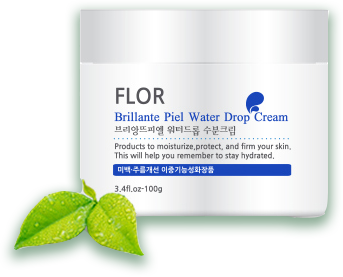 FLOR
Brillante Piel Water Drop Cream
브리앙뜨피엘 워터드롭 수분크림
Products to moisturize,protect, and firm your skin.
This will help you remember to stay hydrated.
미백·주름개선 이중기능성화장품
3.4fl.oz-100g